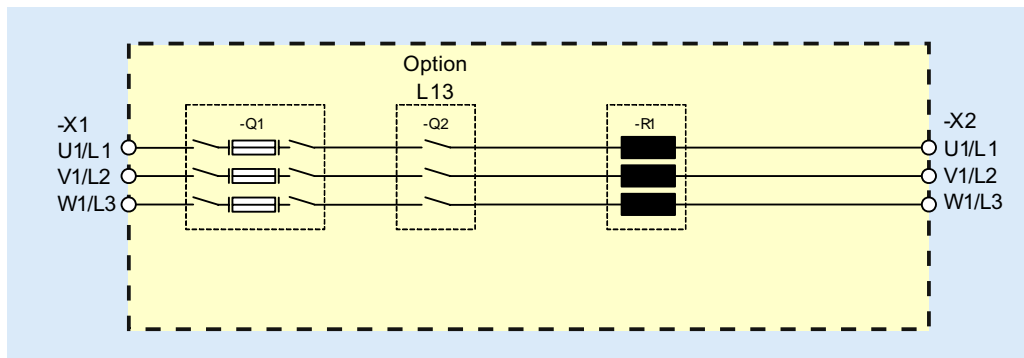 Option
L13
-X1
-Q1
-Q2
-R1
-X2
U1/L1
U1/L1
V1/L2
V1/L2
W1/L3
W1/L3